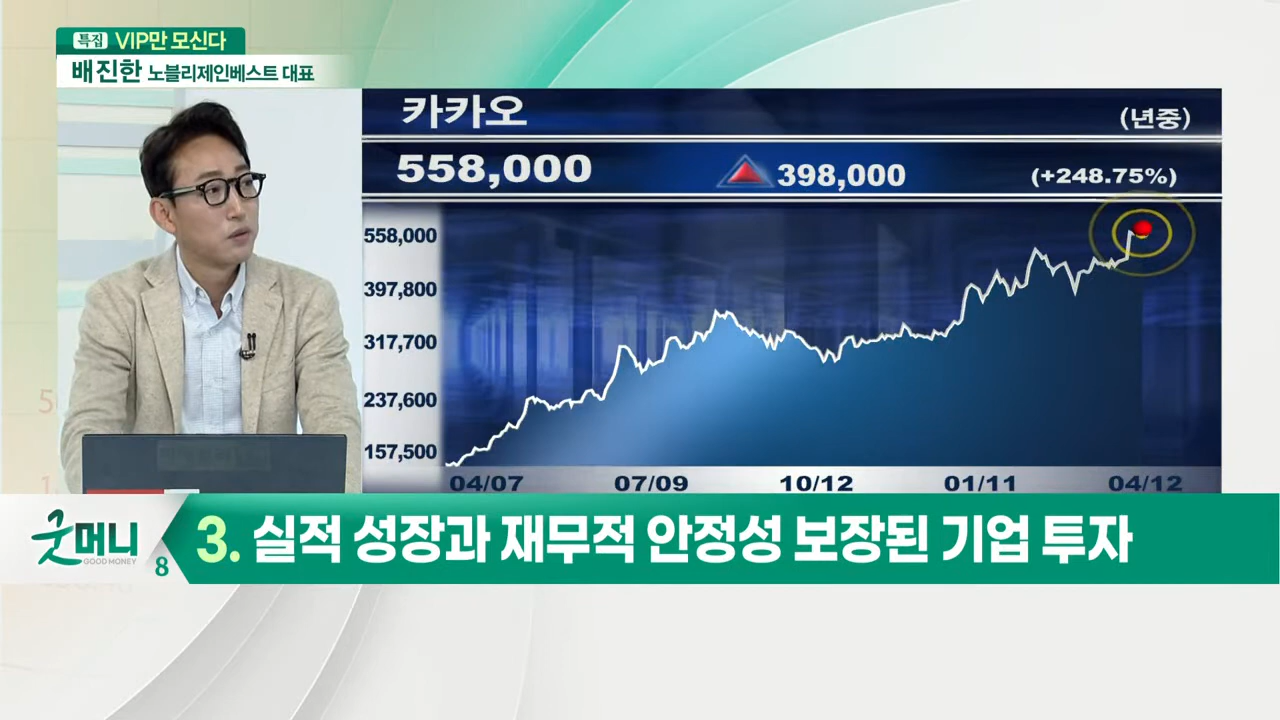 특집 VIP만 모신다
배진한 노블리제인베스트 대표
카카오 (년중)
558,000 398,000 (+248.75%)
558,000
397,800
317,700
237,600
157,500
04/07 07/09 10/12 01/11 04/12
굿머니
GOOD MONEY
8
3. 실적 성장과 재무적 안정성 보장된 기업 투자